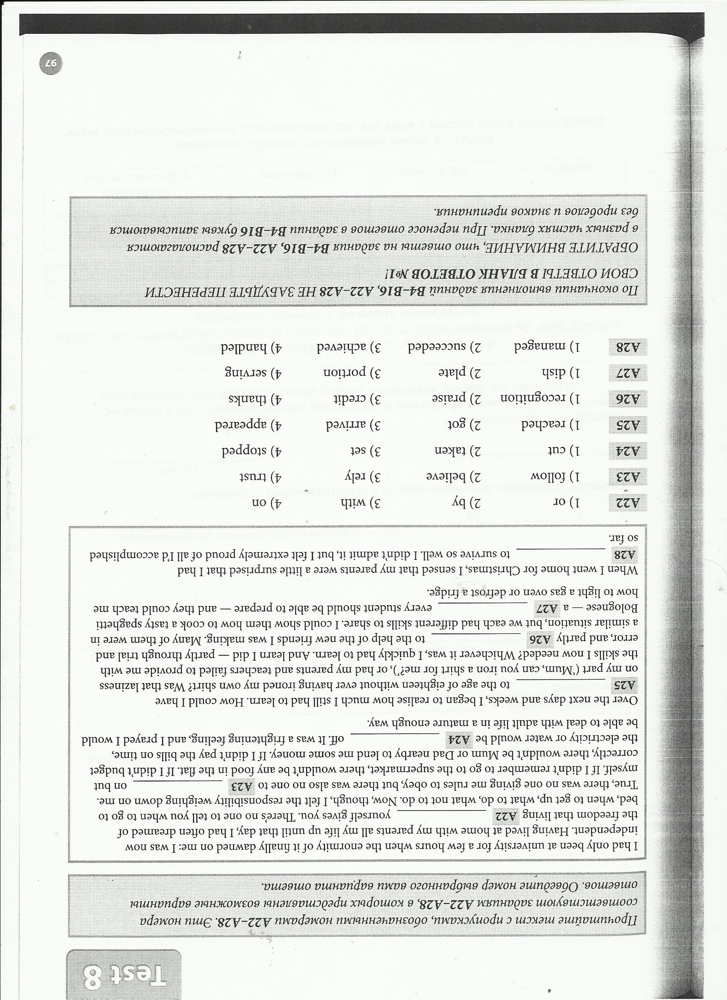 Test 8
Прочитайте текст с пропусками, обозначенными номерами A22–A28. Эти номера
соответствуют заданиям A22–A28, в которых представлены возможные варианты
ответов. Обведите номер выбранного вами варианта ответа.
I had only been at university for a few hours when the enormity of it finally dawned on me: I was now
independent. Having lived at home with my parents all my life up until that day, I had often dreamed of
the freedom that living A22 ____________ yourself gives you. There's no one to tell you when to go to
bed, when to get up, what to do, what not to do. Now, though, I felt the responsibility weighing down on me.
True, there was no one giving me rules to obey, but there was also no one to A23 ____________ on but
myself. If I didn't remember to go to the supermarket, there wouldn't be any food in the flat. If I didn't budget
correctly, there wouldn't be Mum or Dad nearby to lend me some money. If I didn't pay the bills on time,
the electricity or water would be A24 ____________ off. It was a frightening feeling, and I prayed I would
be able to deal with adult life in a mature enough way.
Over the next days and weeks, I began to realise how much I still had to learn. How could I have
A25 ____________ to the age of eighteen without ever having ironed my own shirt? Was that laziness
on my part ('Mum, can you iron a shirt for me?'), or had my parents and teachers failed to provide me with
the skills I now needed? Whichever it was, I quickly had to learn. And learn I did — partly through trial and
error, and partly A26 ____________ to the help of the new friends I was making. Many of them were in
a similar situation, but we each had different skills to share. I could show them how to cook a tasty spaghetti
Bolognese — a A27 ____________ every student should be able to prepare — and they could teach me
how to light a gas oven or defrost a fridge.
When I went home for Christmas, I sensed that my parents were a little surprised that I had
A28 ____________ to survive so well. I didn't admit it, but I felt extremely proud of all I'd accomplished
so far.
A22 1) or 2) by 3) with 4) on
A23 1) follow 2) believe 3) rely 4) trust
A24 1) cut 2) taken 3) set 4) stopped
A25 1) reached 2) got 3) arrived 4) appeared
A26 1) recognition 2) praise 3) credit 4) thanks
A27 1) dish 2) plate 3) portion 4) serving
A28 1) managed 2) succeeded 3) achieved 4) handled
По окончании выполнения заданий B4–B16, A22–A28 НЕ ЗАБУДЬТЕ ПЕРЕНЕСТИ
СВОИ ОТВЕТЫ В БЛАНК ОТВЕТОВ №1!
ОБРАТИТЕ ВНИМАНИЕ, что ответы на задания B4–B16, A22–A28 располагаются
в разных частях бланка. При переносе ответов в задании B4–B16 буквы записываются
без пробелов и знаков препинания.
97